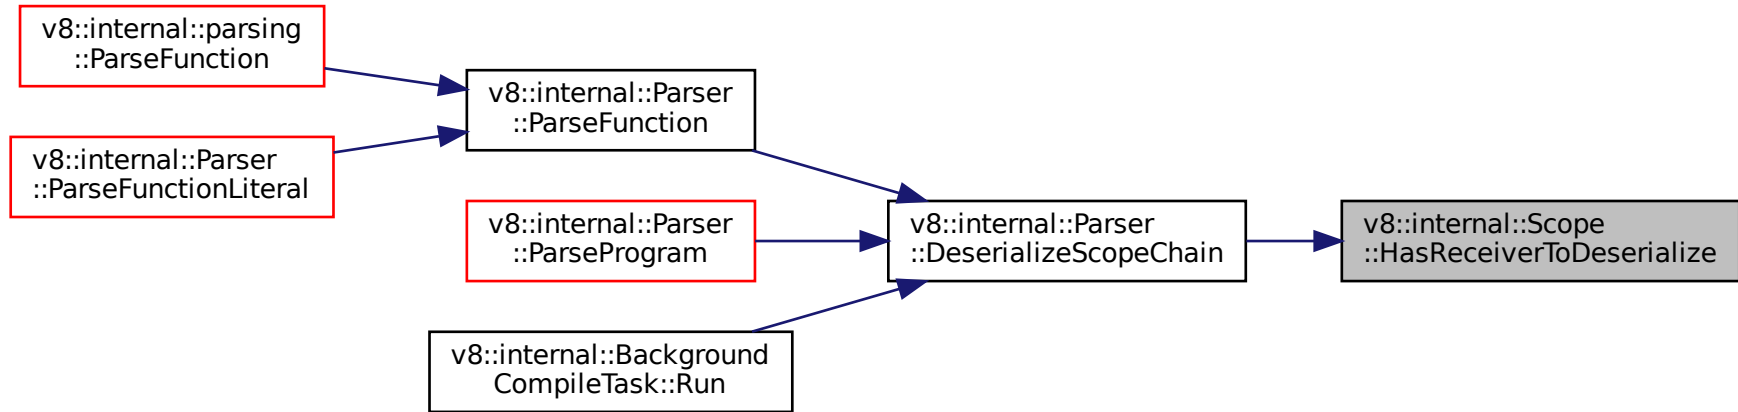 v8::internal::parsing
::ParseFunction
v8::internal::Parser
::ParseFunctionLiteral
v8::internal::Parser
::ParseFunction
v8::internal::Parser
::ParseProgram
v8::internal::Background
CompileTask::Run
v8::internal::Parser
::DeserializeScopeChain
v8::internal::Scope
::HasReceiverToDeserialize